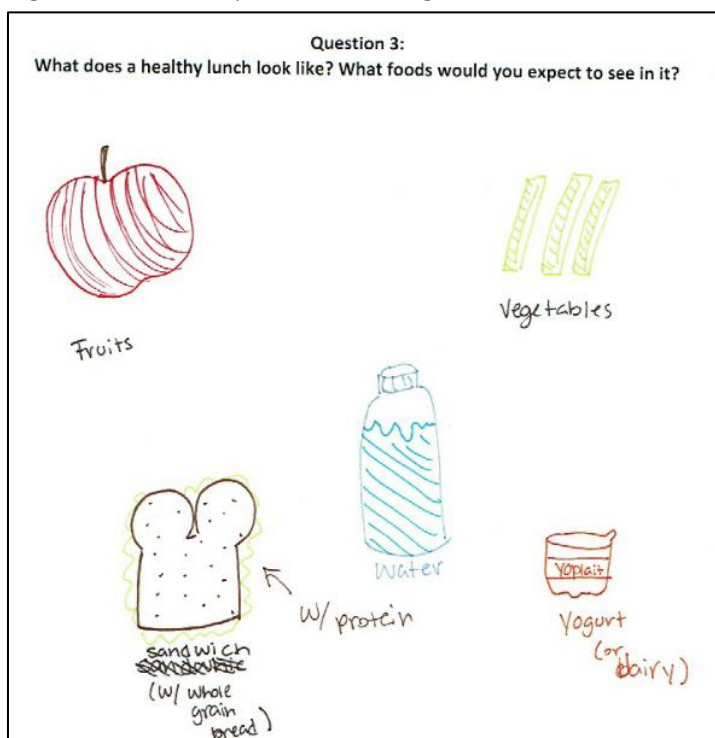 Question 3:
What does a healthy lunch look like? What foods would you expect to see in it?
Fruits
Vegetables
Water
sandwich
(w/ whole
grain
bread)
w/ protein
Yoplait
Yogurt
(or
dairy)